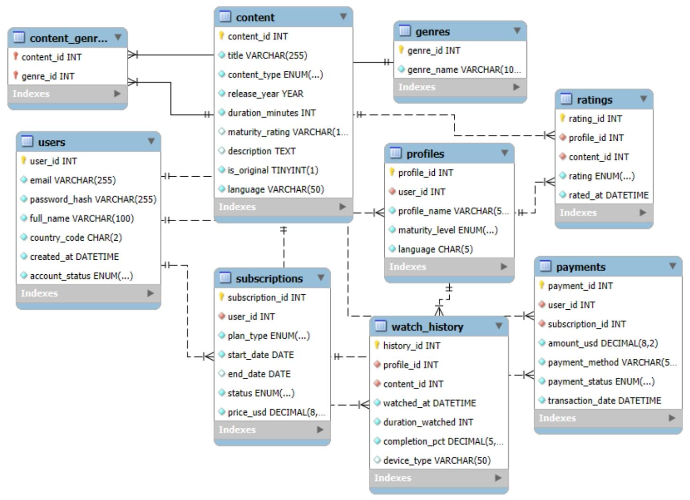 content_genr...
content_id INT
genre_id INT
Indexes
content
content_id INT
title VARCHAR(255)
content_type ENUM(...)
release_year YEAR
duration_minutes INT
maturity_rating VARCHAR(1...
description TEXT
is_original TINYINT(1)
language VARCHAR(50)
Indexes
genres
genre_id INT
genre_name VARCHAR(10...
Indexes
ratings
rating_id INT
profile_id INT
content_id INT
rating ENUM(...)
rated_at DATETIME
Indexes
users
user_id INT
email VARCHAR(255)
password_hash VARCHAR(255)
full_name VARCHAR(100)
country_code CHAR(2)
created_at DATETIME
account_status ENUM(...)
Indexes
profiles
profile_id INT
user_id INT
profile_name VARCHAR(5...
maturity_level ENUM(...)
language CHAR(5)
Indexes
subscriptions
subscription_id INT
user_id INT
plan_type ENUM(...)
start_date DATE
end_date DATE
status ENUM(...)
price_usd DECIMAL(8,...
Indexes
watch_history
history_id INT
profile_id INT
content_id INT
watched_at DATETIME
duration_watched INT
completion_pct DECIMAL(5,...
device_type VARCHAR(50)
Indexes
payments
payment_id INT
user_id INT
subscription_id INT
amount_usd DECIMAL(8,2)
payment_method VARCHAR(5...
payment_status ENUM(...)
transaction_date DATETIME
Indexes